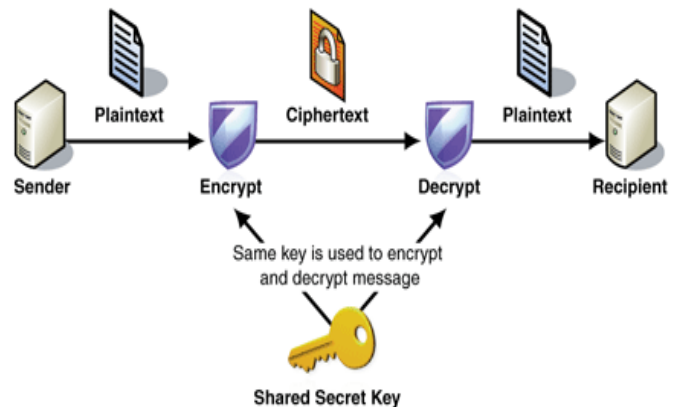 Plaintext
Ciphertext
Plaintext
Sender
Encrypt
Decrypt
Recipient
Same key is used to encrypt
and decrypt message
Shared Secret Key